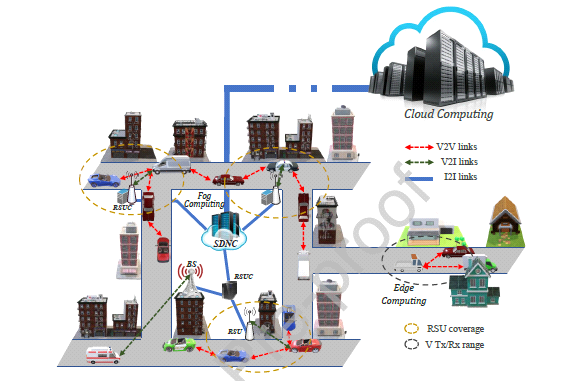 Cloud Computing
V2V links
V2I links
I2I links
RSUC
Fog
Computing
SDNC
BS
RSUC
RSU
Edge
Computing
RSU coverage
V Tx/Rx range
proof